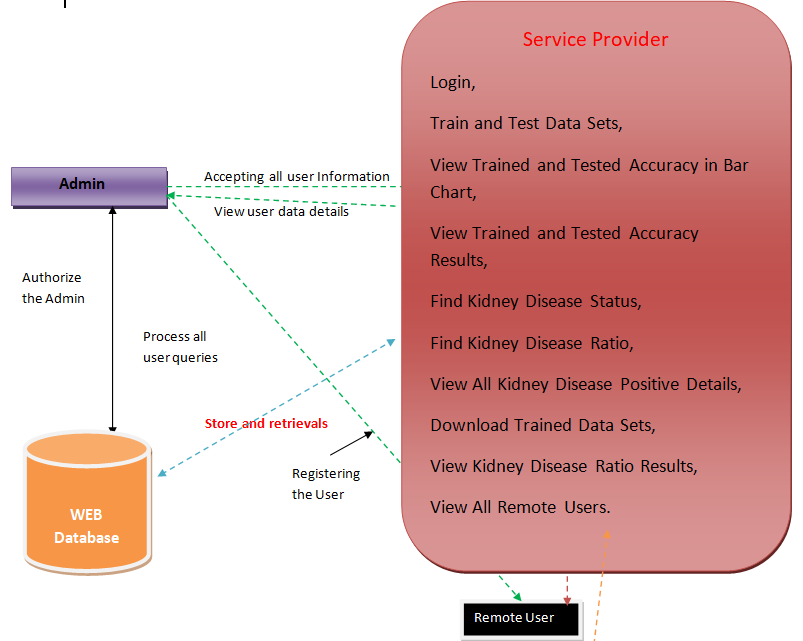 Service Provider
Login,
Train and Test Data Sets,
View Trained and Tested Accuracy in Bar
Chart,
View Trained and Tested Accuracy
Results,
Find Kidney Disease Status,
Find Kidney Disease Ratio,
View All Kidney Disease Positive Details,
Download Trained Data Sets,
View Kidney Disease Ratio Results,
View All Remote Users.
Admin
Accepting all user Information
View user data details
Authorize
the Admin
Process all
user queries
Store and retrievals
Registering
the User
WEB
Database
Remote User